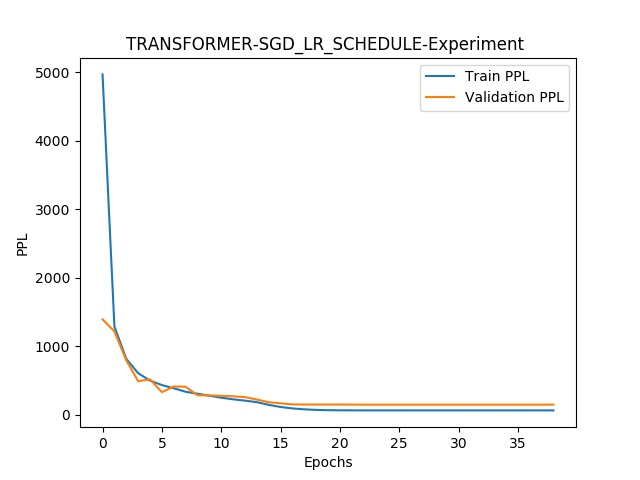 TRANSFORMER-SGD_LR_SCHEDULE-Experiment
Train PPL
Validation PPL
5000
4000
3000
2000
1000
0
PPL
0 5 10 15 20 25 30 35
Epochs